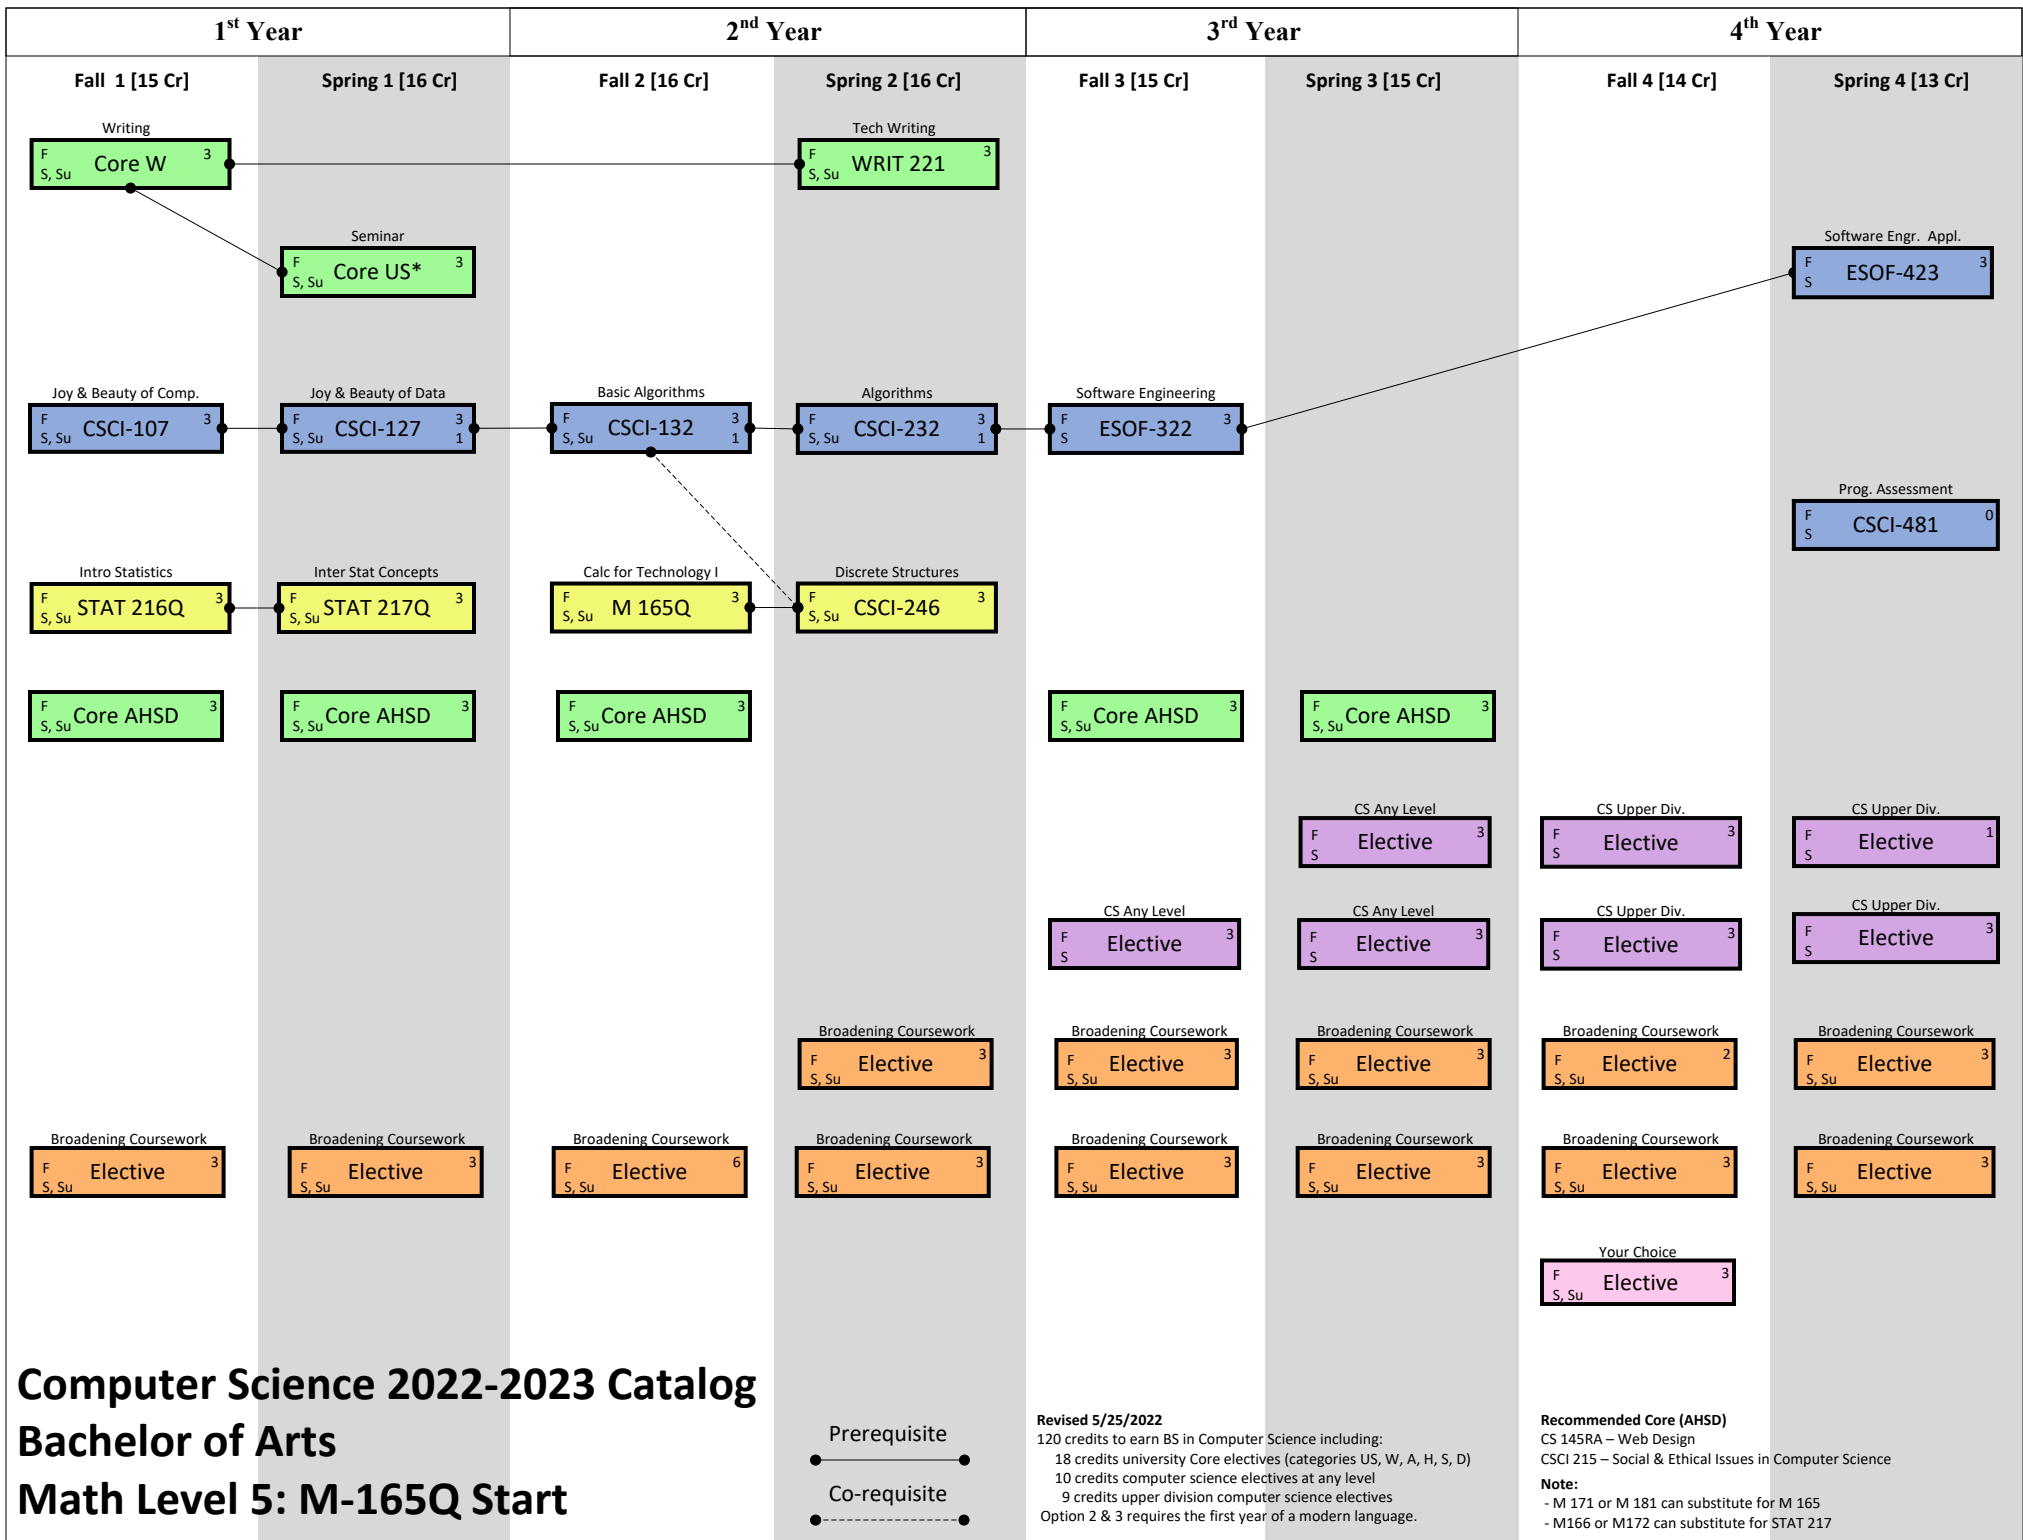 1st Year
2nd Year
3rd Year
4th Year
Fall 1 [15 Cr]
Spring 1 [16 Cr]
Fall 2 [16 Cr]
Spring 2 [16 Cr]
Fall 3 [15 Cr]
Spring 3 [15 Cr]
Fall 4 [14 Cr]
Spring 4 [13 Cr]
Writing
F
S, Su
Core W
3
Tech Writing
F
S, Su
WRIT 221
3
Seminar
F
S, Su
Core US*
3
Software Engr. Appl.
F
S
ESOF-423
3
Joy & Beauty of Comp.
F
S, Su
CSCI-107
3
Joy & Beauty of Data
F
S, Su
CSCI-127
3
1
Basic Algorithms
F
S, Su
CSCI-132
3
1
Algorithms
F
S, Su
CSCI-232
3
1
Software Engineering
F
S
ESOF-322
3
Prog. Assessment
F
S
CSCI-481
0
Intro Statistics
F
S, Su
STAT 216Q
3
Inter Stat Concepts
F
S, Su
STAT 217Q
3
Calc for Technology I
F
S, Su
M 165Q
3
Discrete Structures
F
S, Su
CSCI-246
3
F
S, Su
Core AHSD
3
F
S, Su
Core AHSD
3
F
S, Su
Core AHSD
3
F
S, Su
Core AHSD
3
F
S, Su
Core AHSD
3
CS Any Level
F
S
Elective
3
CS Upper Div.
F
S
Elective
3
CS Upper Div.
F
S
Elective
1
CS Any Level
F
S
Elective
3
CS Any Level
F
S
Elective
3
CS Upper Div.
F
S
Elective
3
CS Upper Div.
F
S
Elective
3
Broadening Coursework
F
S, Su
Elective
3
Broadening Coursework
F
S, Su
Elective
3
Broadening Coursework
F
S, Su
Elective
3
Broadening Coursework
F
S, Su
Elective
2
Broadening Coursework
F
S, Su
Elective
3
Broadening Coursework
F
S, Su
Elective
3
Broadening Coursework
F
S, Su
Elective
3
Broadening Coursework
F
S, Su
Elective
6
Broadening Coursework
F
S, Su
Elective
3
Broadening Coursework
F
S, Su
Elective
3
Broadening Coursework
F
S, Su
Elective
3
Broadening Coursework
F
S, Su
Elective
3
Broadening Coursework
F
S, Su
Elective
3
Your Choice
F
S, Su
Elective
3
Computer Science 2022-2023 Catalog
Bachelor of Arts
Math Level 5: M-165Q Start
Prerequisite
Co-requisite
Revised 5/25/2022
120 credits to earn BS in Computer Science including:
18 credits university Core electives (categories US, W, A, H, S, D)
10 credits computer science electives at any level
9 credits upper division computer science electives
Option 2 & 3 requires the first year of a modern language.
Recommended Core (AHSD)
CS 145RA – Web Design
CSCI 215 – Social & Ethical Issues in Computer Science
Note:
- M 171 or M 181 can substitute for M 165
- M166 or M172 can substitute for STAT 217